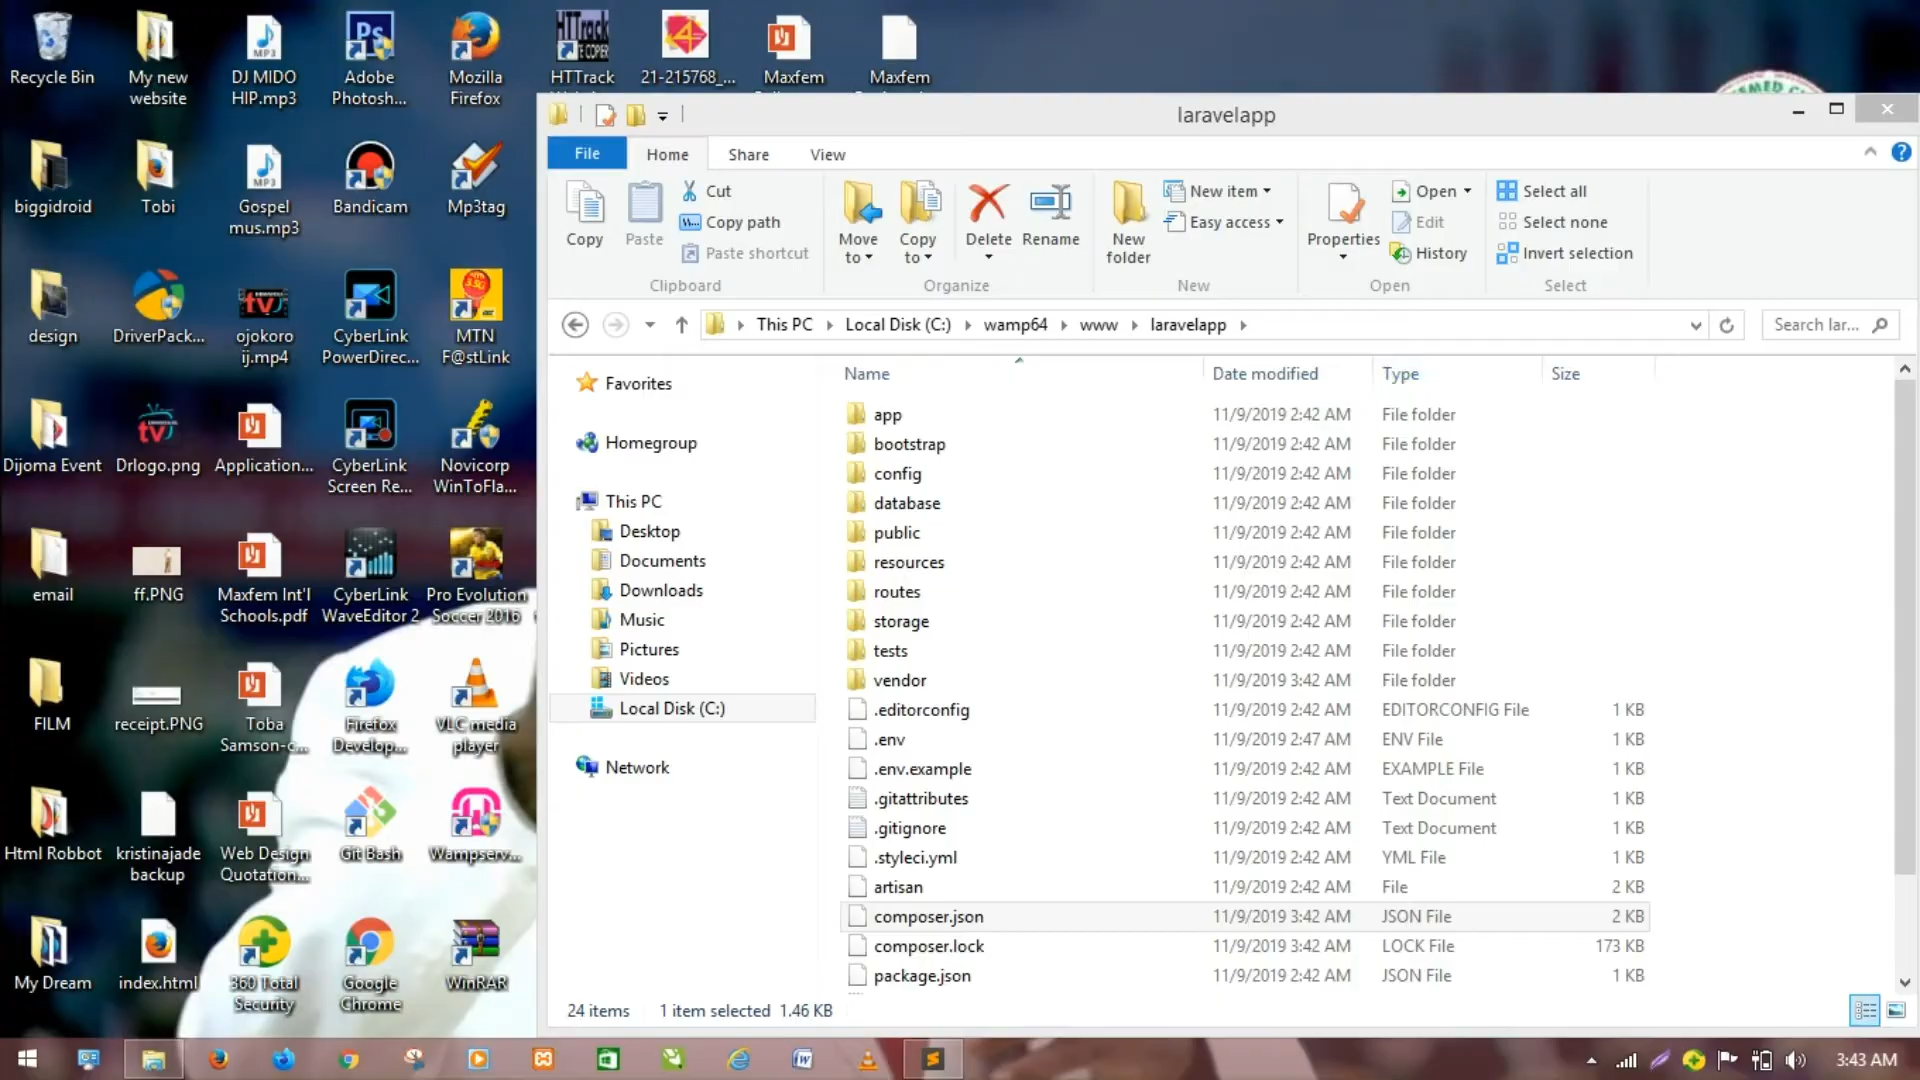 Recycle Bin
My new website
DJ MIDO HIP.mp3
Adobe Photosh...
Mozilla Firefox
HTTrack
21-215768_...
Maxfem
Maxfem
biggidroid
Tobi
Gospel mus.mp3
Bandicam
Mp3tag
design
DriverPack...
ojokoro ij.mp4
CyberLink PowerDirec...
MTN F@stLink
Dijoma Event
Drlogo.png
Application...
CyberLink Screen Re...
Novicorp WinToFla...
email
ff.PNG
Maxfem Int'l Schools.pdf
CyberLink WaveEditor 2
Pro Evolution Soccer 2016
FILM
receipt.PNG
Toba Samson-c...
Firefox Develop...
VLC media player
Html Robbot
kristinajade backup
Web Design Quotation...
Git Bash
Wampserv...
My Dream
index.html
360 Total Security
Google Chrome
WinRAR
laravelapp
File
Home
Share
View
Copy
Paste
Cut
Copy path
Paste shortcut
Clipboard
Move to
Copy to
Delete
Rename
Organize
New folder
New item
Easy access
New
Properties
Open
Edit
History
Open
Select all
Select none
Invert selection
Select
This PC
Local Disk (C:)
wamp64
www
laravelapp
Search lar...
Favorites
Homegroup
This PC
Desktop
Documents
Downloads
Music
Pictures
Videos
Local Disk (C:)
Network
Name Date modified Type Size
app 11/9/2019 2:42 AM File folder
bootstrap 11/9/2019 2:42 AM File folder
config 11/9/2019 2:42 AM File folder
database 11/9/2019 2:42 AM File folder
public 11/9/2019 2:42 AM File folder
resources 11/9/2019 2:42 AM File folder
routes 11/9/2019 2:42 AM File folder
storage 11/9/2019 2:42 AM File folder
tests 11/9/2019 2:42 AM File folder
vendor 11/9/2019 3:42 AM File folder
.editorconfig 11/9/2019 2:42 AM EDITORCONFIG File 1 KB
.env 11/9/2019 2:47 AM ENV File 1 KB
.env.example 11/9/2019 2:42 AM EXAMPLE File 1 KB
.gitattributes 11/9/2019 2:42 AM Text Document 1 KB
.gitignore 11/9/2019 2:42 AM Text Document 1 KB
.styleci.yml 11/9/2019 2:42 AM YML File 1 KB
artisan 11/9/2019 2:42 AM File 2 KB
composer.json 11/9/2019 3:42 AM JSON File 2 KB
composer.lock 11/9/2019 3:42 AM LOCK File 173 KB
package.json 11/9/2019 2:42 AM JSON File 1 KB
24 items 1 item selected 1.46 KB
3:43 AM